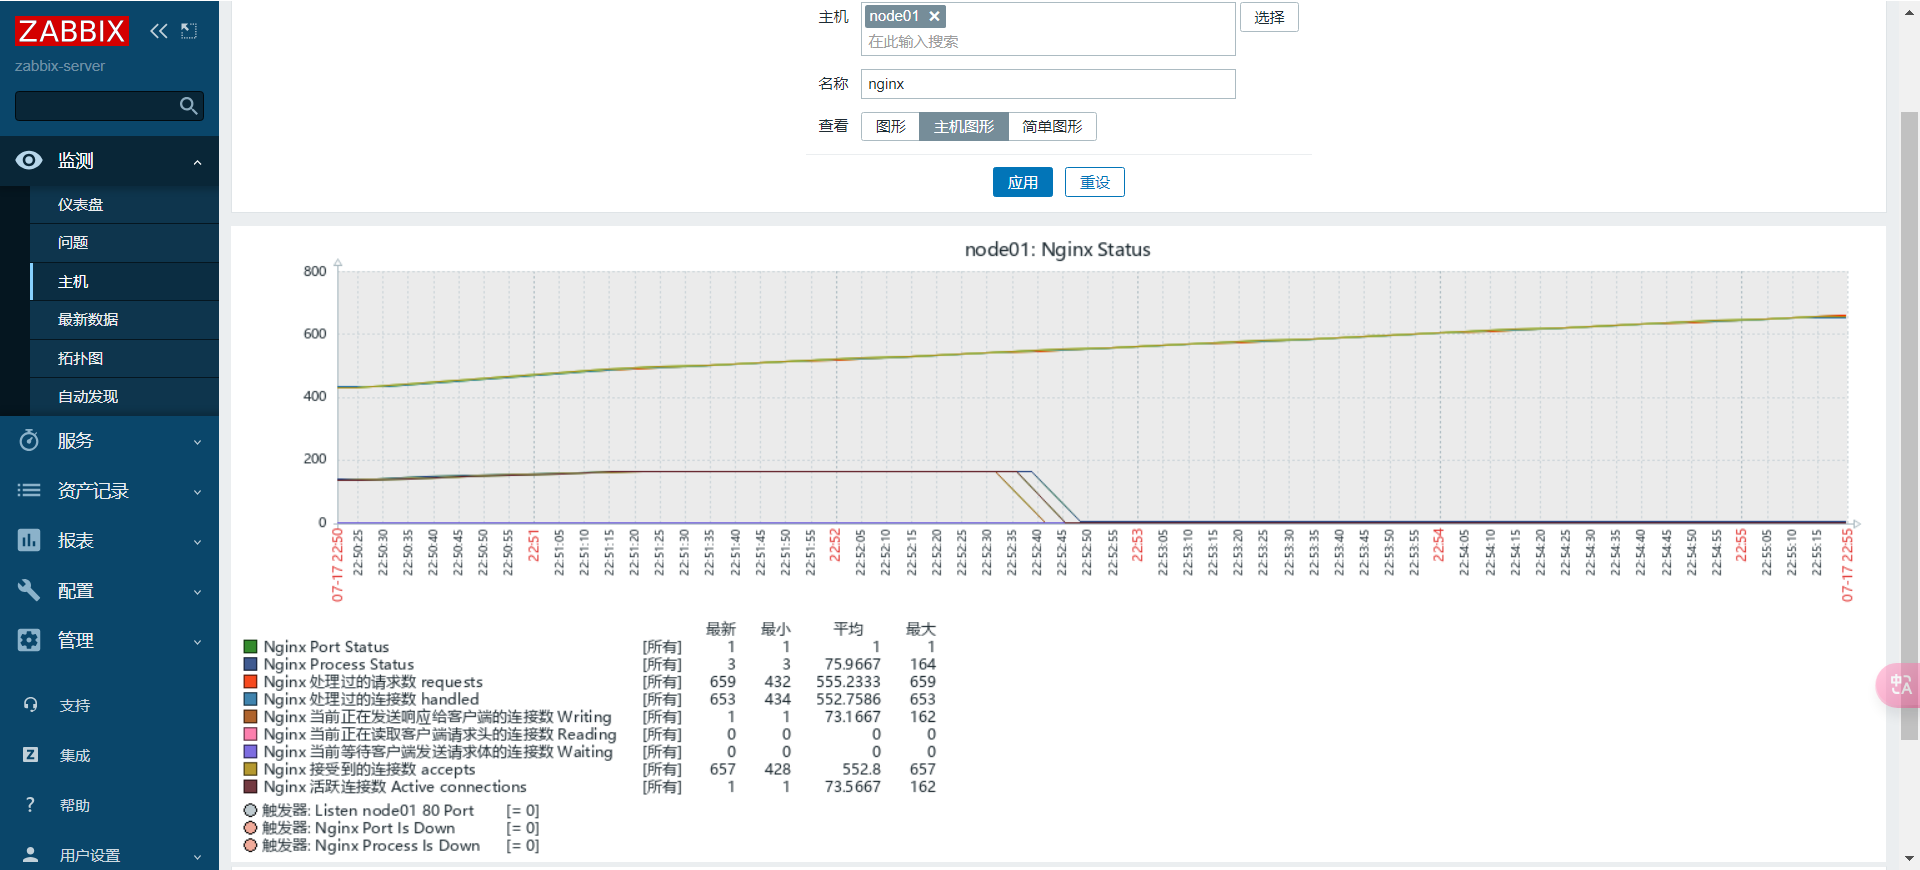 ZABBIX
zabbix-server
监测
仪表盘
问题
主机
最新数据
拓扑图
自动发现
服务
资产记录
报表
配置
管理
支持
集成
? 帮助
用户设置
主机 node01 ✕ 选择
在此输入搜索
名称 nginx
查看 图形 主机图形 简单图形
应用 重设
node01: Nginx Status
800
600
400
200
0
07-17 22:50 22:50:25 22:50:30 22:50:35 22:50:40 22:50:45 22:50:50 22:50:55 22:51 22:51:05 22:51:10 22:51:15 22:51:20 22:51:25 22:51:30 22:51:35 22:51:40 22:51:45 22:51:50 22:51:55 22:52 22:52:05 22:52:10 22:52:15 22:52:20 22:52:25 22:52:30 22:52:35 22:52:40 22:52:45 22:52:50 22:52:55 22:53 22:53:05 22:53:10 22:53:15 22:53:20 22:53:25 22:53:30 22:53:35 22:53:40 22:53:45 22:53:50 22:53:55 22:54 22:54:05 22:54:10 22:54:15 22:54:20 22:54:25 22:54:30 22:54:35 22:54:40 22:54:45 22:54:50 22:54:55 22:55 22:55:05 22:55:10 22:55:15 07-17 22:55
最新 最小 平均 最大
Nginx Port Status [所有] 1 1 1 1
Nginx Process Status [所有] 3 3 75.9667 164
Nginx 处理过的请求数 requests [所有] 659 432 555.2333 659
Nginx 处理过的连接数 handled [所有] 653 434 552.7586 653
Nginx 当前正在发送响应给客户端的连接数 Writing [所有] 1 1 73.1667 162
Nginx 当前正在读取客户端请求头的连接数 Reading [所有] 0 0 0 0
Nginx 当前等待客户端发送请求体的连接数 Waiting [所有] 0 0 0 0
Nginx 接受到的连接数 accepts [所有] 657 428 552.8 657
Nginx 活跃连接数 Active connections [所有] 1 1 73.5667 162
触发器: Listen node01 80 Port [= 0]
触发器: Nginx Port Is Down [= 0]
触发器: Nginx Process Is Down [= 0]